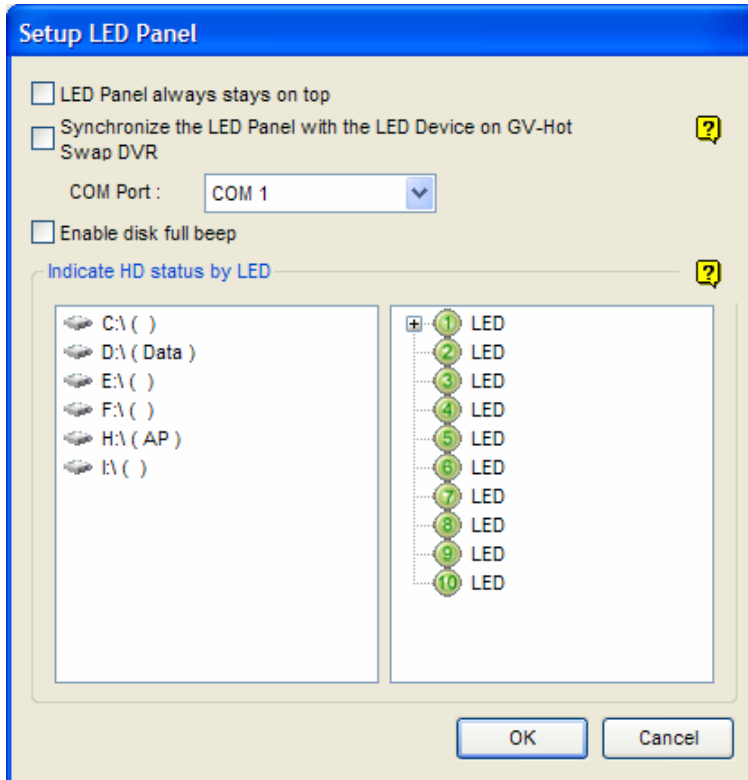 Setup LED Panel
LED Panel always stays on top
Synchronize the LED Panel with the LED Device on GV-Hot
Swap DVR
?
COM Port :
COM 1
Enable disk full beep
Indicate HD status by LED
?
C:\ ( )
D:\ ( Data )
E:\ ( )
F:\ ( )
H:\ ( AP )
I:\ ( )
1 LED
2 LED
3 LED
4 LED
5 LED
6 LED
7 LED
8 LED
9 LED
10 LED
OK
Cancel